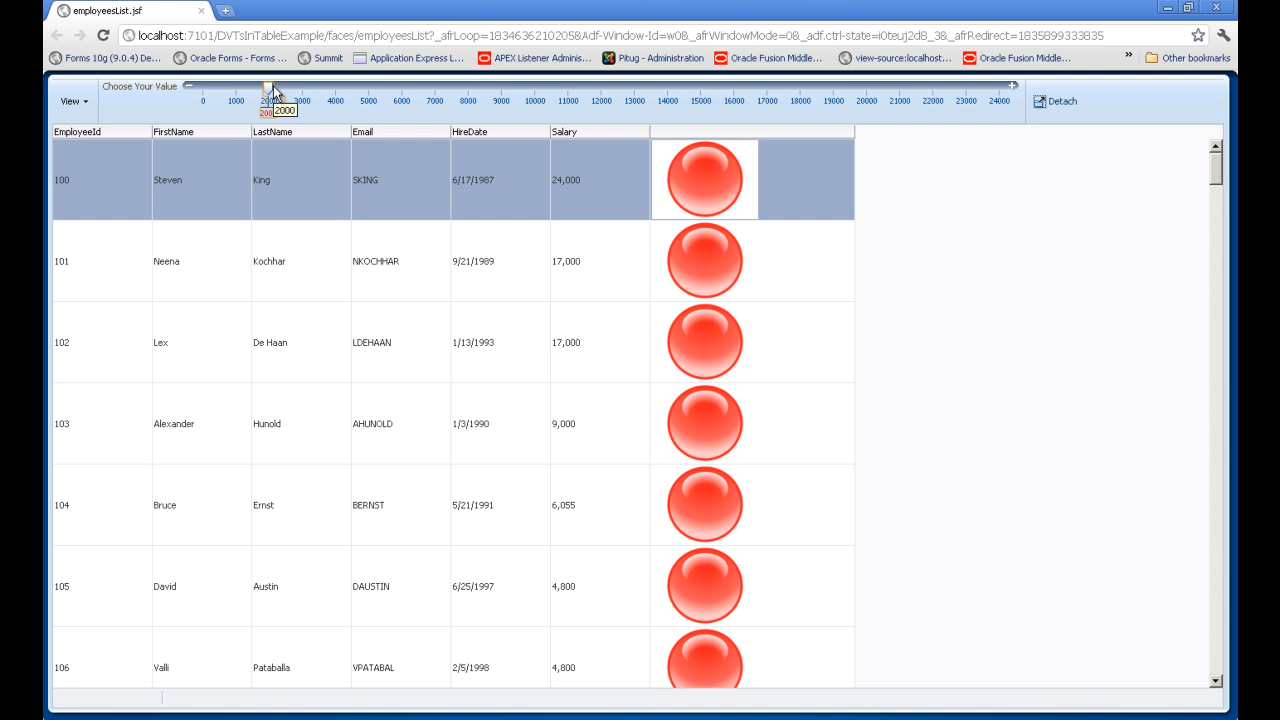 employeesList.jsf
localhost:7101/DVTsInTableExample/faces/employeesList?_afrLoop=18346362102058&Adf-Window-Id=w0&_afrWindowMode=0&_adf.ctrl-state=i0teuj2d8_3&_afrRedirect=1835899333835
Forms 10g (9.0.4) De... Oracle Forms - Forms ... Summit Application Express L... APEX Listener Adminis... Pitug - Administration Oracle Fusion Middle... view-source:localhost... Oracle Fusion Middle... » Other bookmarks
Choose Your Value
View 0 1000 3000 4000 5000 6000 7000 8000 9000 10000 11000 12000 13000 14000 15000 16000 17000 18000 19000 20000 21000 22000 23000 24000 Detach
2000
EmployeeId FirstName LastName Email HireDate Salary
100 Steven King SKING 6/17/1987 24,000
101 Neena Kochhar NKOCHHAR 9/21/1989 17,000
102 Lex De Haan LDEHAAN 1/13/1993 17,000
103 Alexander Hunold AHUNOLD 1/3/1990 9,000
104 Bruce Ernst BERNST 5/21/1991 6,055
105 David Austin DAUSTIN 6/25/1997 4,800
106 Valli Pataballa VPATABAL 2/5/1998 4,800